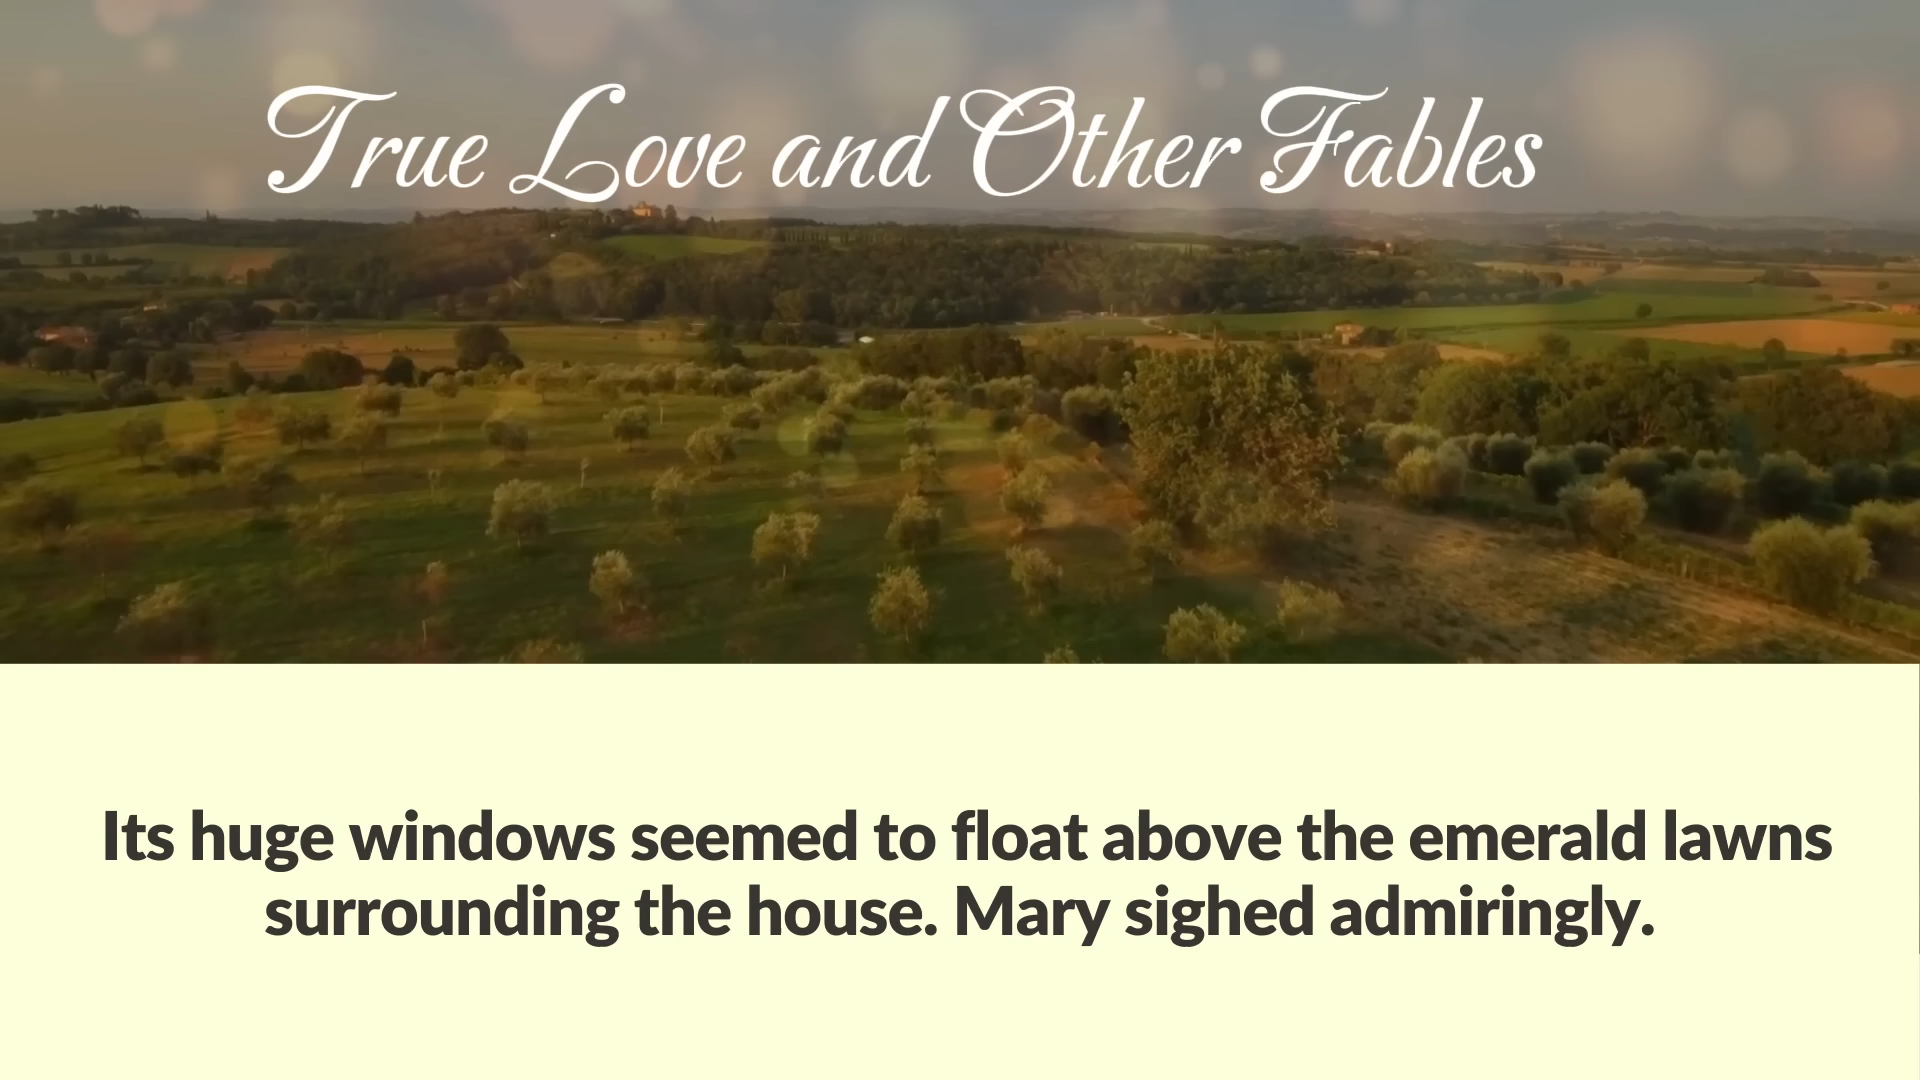 True Love and Other Fables
Its huge windows seemed to float above the emerald lawns
surrounding the house. Mary sighed admiringly.